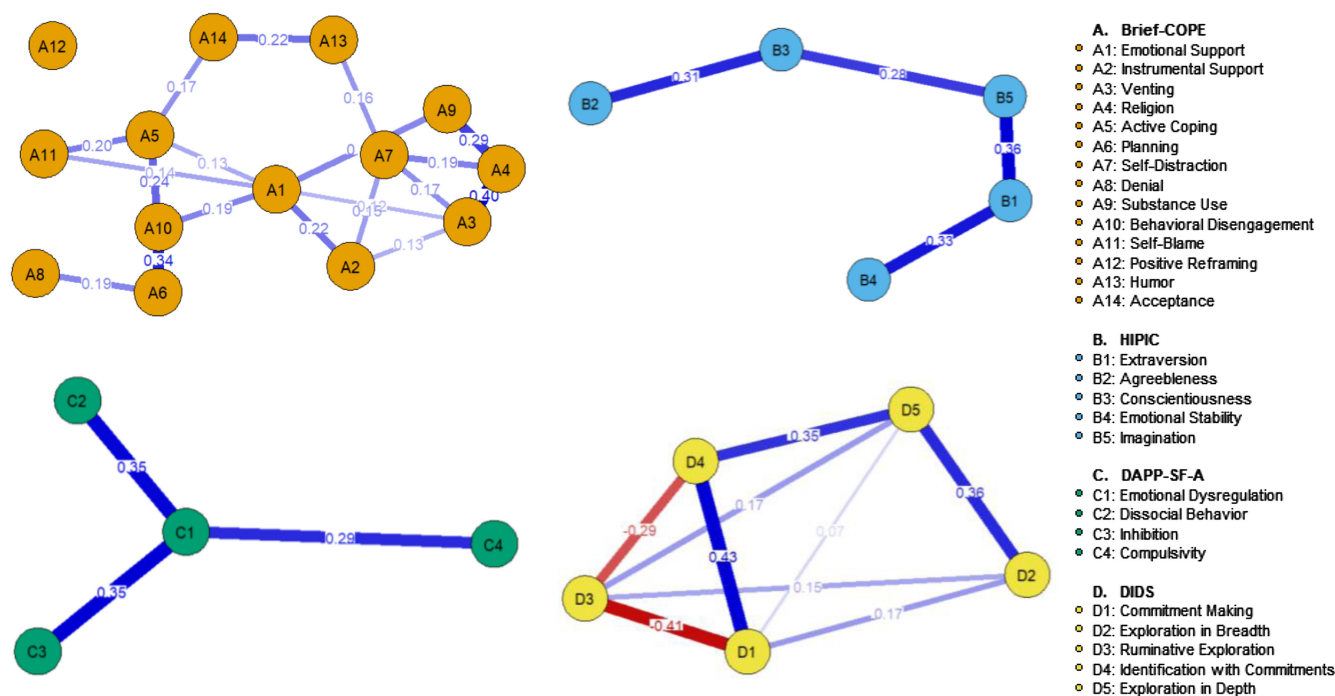 A12
A14
0.22
A13
0.17
0.16
A9
A5
0.20
A11
0.13
0.14
0.24
A7
0.29
0.19
A4
0.17
0.40
A1
0.19
0.12
0.15
A3
A10
0.22
0.13
0.34
A2
A8
0.19
A6
B3
0.31
0.28
B2
B5
0.36
B1
0.33
B4
C2
0.35
C1
0.29
C4
0.35
C3
D5
0.35
D4
0.36
0.17
-0.29
0.07
0.43
D2
0.15
D3
0.17
-0.41
D1
A. Brief-COPE
A1: Emotional Support
A2: Instrumental Support
A3: Venting
A4: Religion
A5: Active Coping
A6: Planning
A7: Self-Distraction
A8: Denial
A9: Substance Use
A10: Behavioral Disengagement
A11: Self-Blame
A12: Positive Reframing
A13: Humor
A14: Acceptance
B. HIPIC
B1: Extraversion
B2: Agreebleness
B3: Conscientiousness
B4: Emotional Stability
B5: Imagination
C. DAPP-SF-A
C1: Emotional Dysregulation
C2: Dissocial Behavior
C3: Inhibition
C4: Compulsivity
D. DIDS
D1: Commitment Making
D2: Exploration in Breadth
D3: Ruminative Exploration
D4: Identification with Commitments
D5: Exploration in Depth